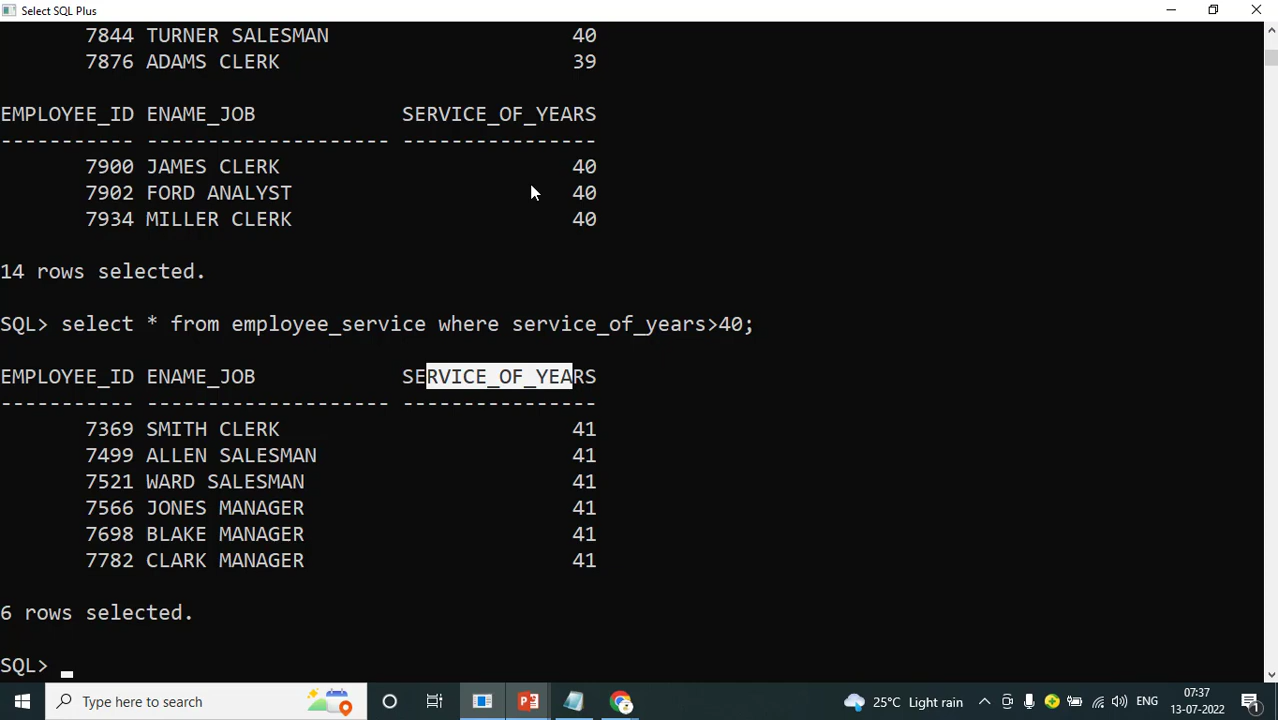 Select SQL Plus
7844 TURNER SALESMAN 40
7876 ADAMS CLERK 39
EMPLOYEE_ID ENAME_JOB SERVICE_OF_YEARS
----------- -------------------- ----------------
7900 JAMES CLERK 40
7902 FORD ANALYST 40
7934 MILLER CLERK 40
14 rows selected.
SQL> select * from employee_service where service_of_years>40;
EMPLOYEE_ID ENAME_JOB SERVICE_OF_YEARS
----------- -------------------- ----------------
7369 SMITH CLERK 41
7499 ALLEN SALESMAN 41
7521 WARD SALESMAN 41
7566 JONES MANAGER 41
7698 BLAKE MANAGER 41
7782 CLARK MANAGER 41
6 rows selected.
SQL>
Type here to search 25°C Light rain ENG 07:37
13-07-2022 1